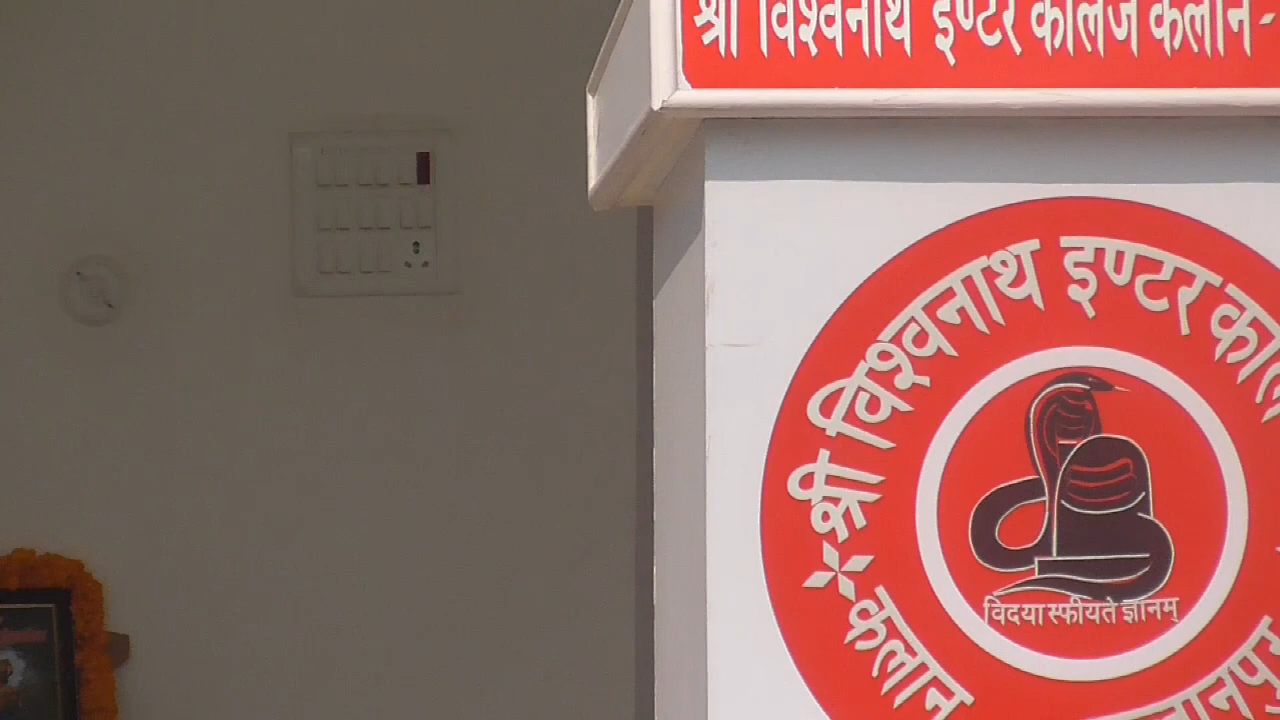 श्री विश्वनाथ इण्टर कालेज कलान -
श्री विश्वनाथ इण्टर
विदया स्फीयते ज्ञानम्
कलान